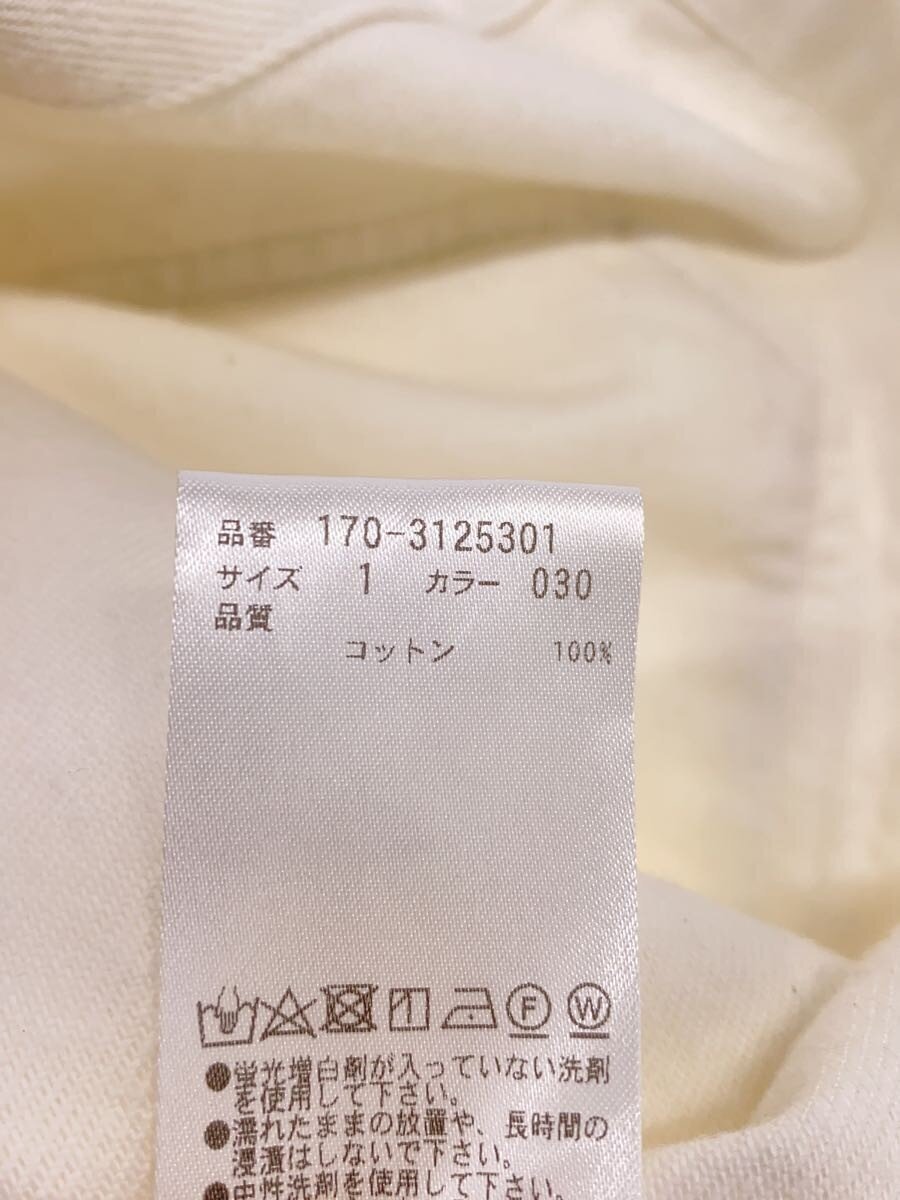 品番 170-3125301
サイズ 1 カラー 030
品質
コットン 100%
F W
●蛍光増白剤が入っていない洗剤
を使用して下さい。
●濡れたままの放置や、長時間の
浸漬はしないで下さい。
●中性洗剤を使用して下さい。